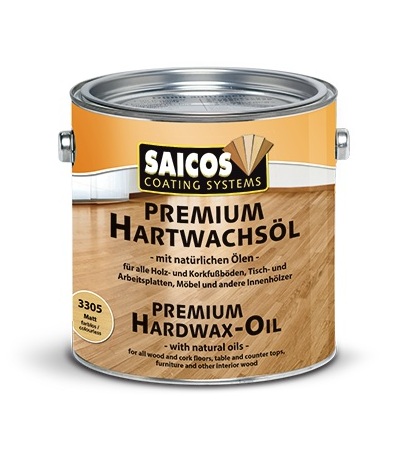 SAICOS
COATING SYSTEMS
PREMIUM
HARTWACHSÖL
- mit natürlichen Ölen -
für alle Holz- und Korkfußböden, Tisch- und
Arbeitsplatten, Möbel und andere Innenhölzer
3305
Matt
farblos /
colourless
PREMIUM
HARDWAX-OIL
- with natural oils -
for all wood and cork floors, table and counter tops,
furniture and other interior wood